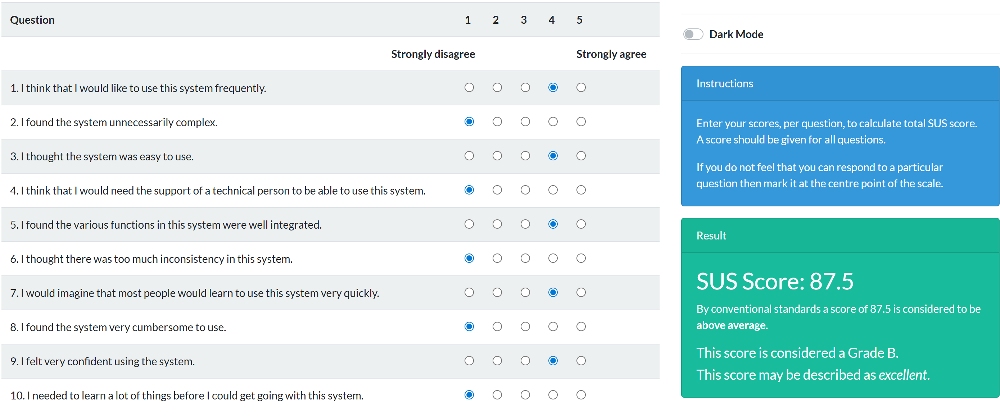 Question 1 2 3 4 5
Strongly disagree Strongly agree
1. I think that I would like to use this system frequently.
2. I found the system unnecessarily complex.
3. I thought the system was easy to use.
4. I think that I would need the support of a technical person to be able to use this system.
5. I found the various functions in this system were well integrated.
6. I thought there was too much inconsistency in this system.
7. I would imagine that most people would learn to use this system very quickly.
8. I found the system very cumbersome to use.
9. I felt very confident using the system.
10. I needed to learn a lot of things before I could get going with this system.
Dark Mode
Instructions
Enter your scores, per question, to calculate total SUS score.
A score should be given for all questions.
If you do not feel that you can respond to a particular
question then mark it at the centre point of the scale.
Result
SUS Score: 87.5
By conventional standards a score of 87.5 is considered to be
above average.
This score is considered a Grade B.
This score may be described as excellent.